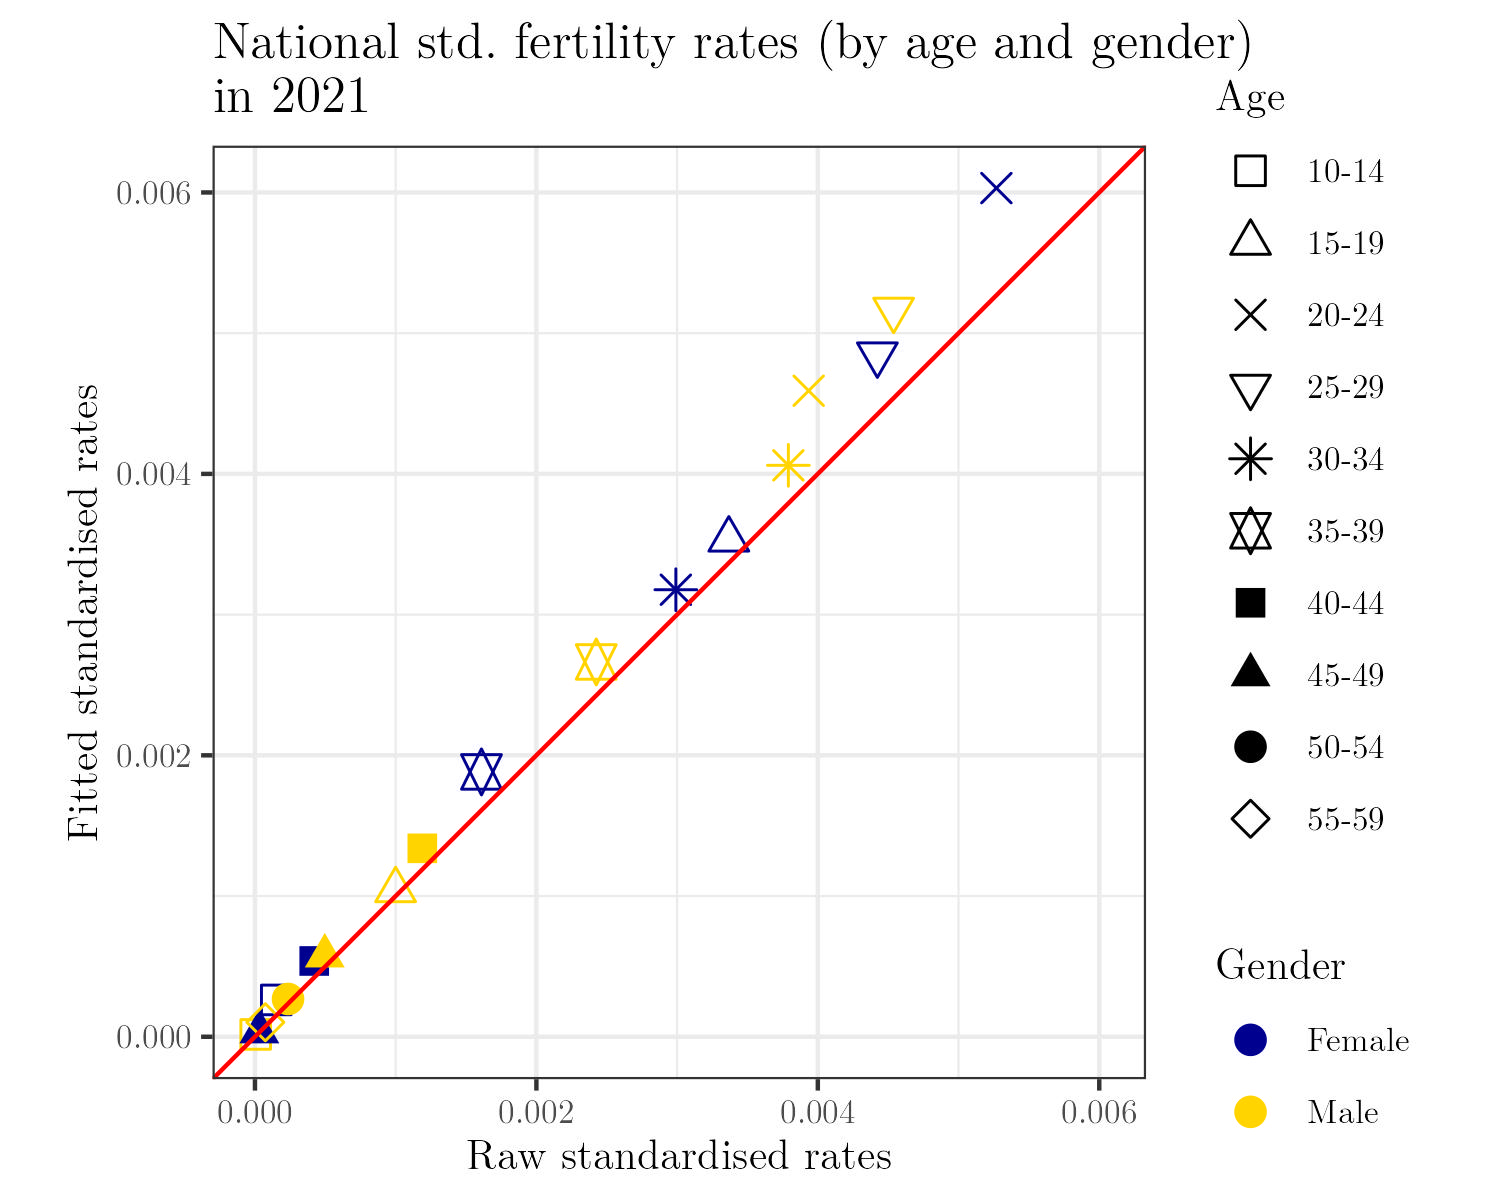 National std. fertility rates (by age and gender)
in 2021
Age
10-14
15-19
20-24
25-29
30-34
35-39
40-44
45-49
50-54
55-59
Gender
Female
Male
Fitted standardised rates
0.006
0.004
0.002
0.000
0.000 0.002 0.004 0.006
Raw standardised rates